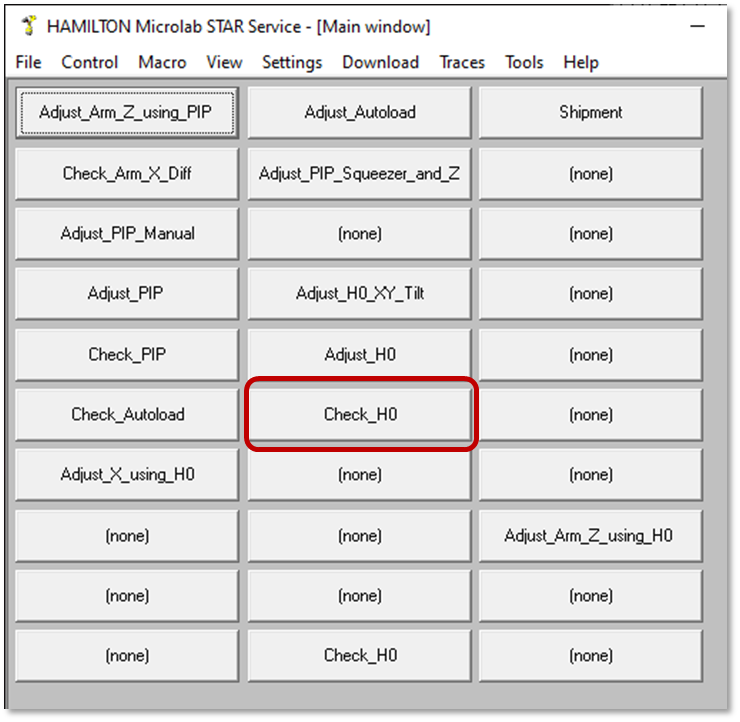 HAMILTON Microlab STAR Service - [Main window]
File Control Macro View Settings Download Traces Tools Help
Adjust_Arm_Z_using_PIP Adjust_Autoload Shipment
Check_Arm_X_Diff Adjust_PIP_Squeezer_and_Z (none)
Adjust_PIP_Manual (none) (none)
Adjust_PIP Adjust_H0_XY_Tilt (none)
Check_PIP Adjust_H0 (none)
Check_Autoload Check_H0 (none)
Adjust_X_using_H0 (none) (none)
(none) (none) Adjust_Arm_Z_using_H0
(none) (none) (none)
(none) Check_H0 (none)